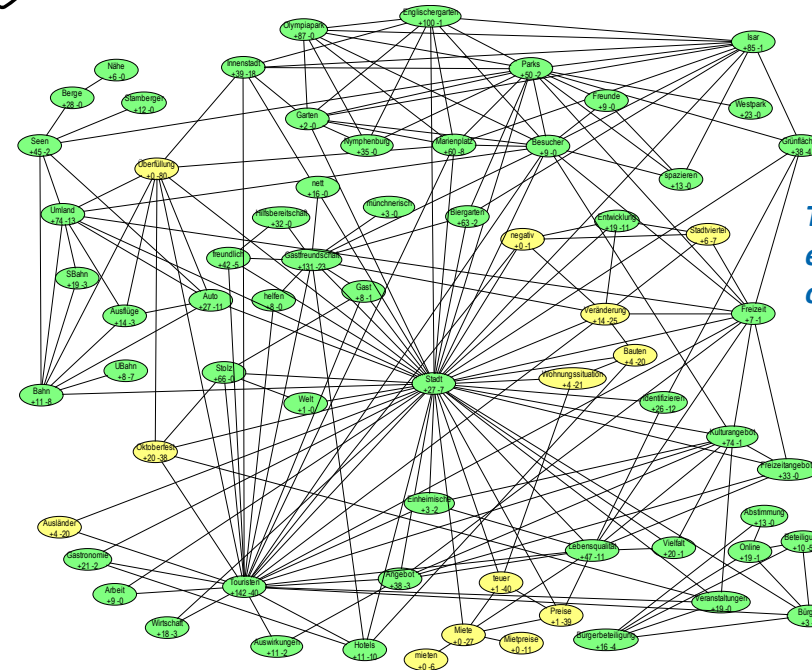 Englischergarten
+100 -1
Olympiapark
+87 -0
Isar
+85 -1
Innenstadt
+39 -18
Parks
+50 -2
Nähe
+6 -0
Berge
+28 -0
Starnberger
+12 -0
Freunde
+9 -0
Westpark
+23 -0
Garten
+2 -0
Seen
+45 -2
Nymphenburg
+35 -0
Marienplatz
+60 -8
Besucher
+9 -0
+38 -4
Überfüllung
+0 -80
spazieren
+13 -0
nett
+16 -0
Umland
+74 -13
Hilfsbereitschaft
+32 -0
münchnerisch
+3 -0
Biergarten
+63 -2
Entwicklung
+19 -11
negativ
+0 -1
Stadtviertel
+6 -7
freundlich
+42 -5
Gastfreundschaft
+131 -23
SBahn
+19 -3
Auto
+27 -11
helfen
+8 -0
Gast
+8 -1
Ausflüge
+14 -3
Veränderung
+14 -25
Freizeit
+7 -1
Bauten
+4 -20
UBahn
+8 -7
Stolz
+66 -0
Stadt
+27 -7
Wohnungssituation
+4 -21
Bahn
+11 -8
Welt
+1 -0
identifizieren
+26 -12
Kulturangebot
+74 -1
Oktoberfest
+20 -38
Freizeitangebot
+33 -0
Einheimische
+3 -2
Abstimmung
+13 -0
Ausländer
+4 -20
Lebensqualität
+47 -11
Vielfalt
+20 -1
Online
+19 -1
Gastronomie
+21 -2
Angebot
+38 -3
Touristen
+142 -40
teuer
+1 -40
Arbeit
+9 -0
Veranstaltungen
+19 -0
Preise
+1 -39
Wirtschaft
+18 -3
Miete
+0 -27
Mietpreise
+0 -11
Bürgerbeteiligung
+16 -4
Auswirkungen
+11 -2
Hotels
+11 -10
mieten
+0 -6